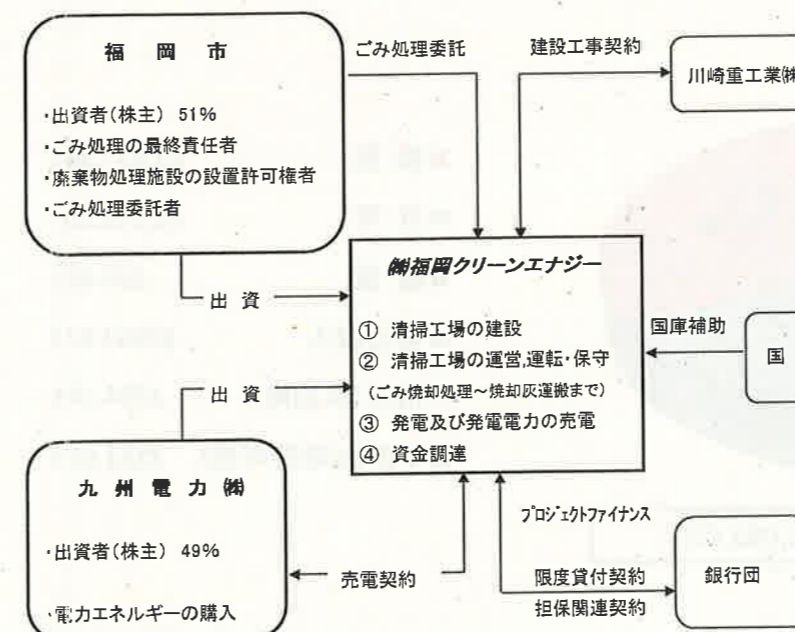 福岡市
・出資者(株主) 51%
・ごみ処理の最終責任者
・廃棄物処理施設の設置許可権者
・ごみ処理委託者
ごみ処理委託
建設工事契約
川崎重工業㈱
出資
㈱福岡クリーンエナジー
① 清掃工場の建設
② 清掃工場の運営,運転・保守
(ごみ焼却処理～焼却灰運搬まで)
③ 発電及び発電電力の売電
④ 資金調達
国庫補助
国
出資
九州電力㈱
・出資者(株主) 49%
・電力エネルギーの購入
売電契約
プロジェクトファイナンス
限度貸付契約
担保関連契約
銀行団